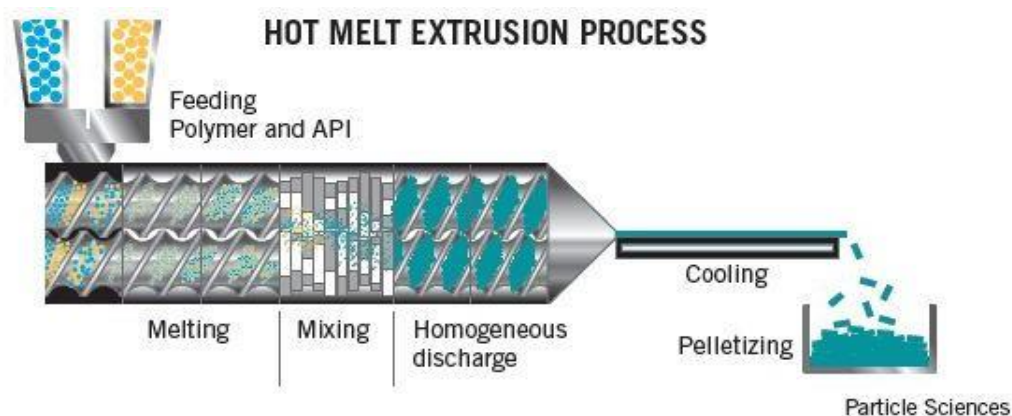 HOT MELT EXTRUSION PROCESS
Feeding
Polymer and API
Melting
Mixing
Homogeneous
discharge
Cooling
Pelletizing
Particle Sciences